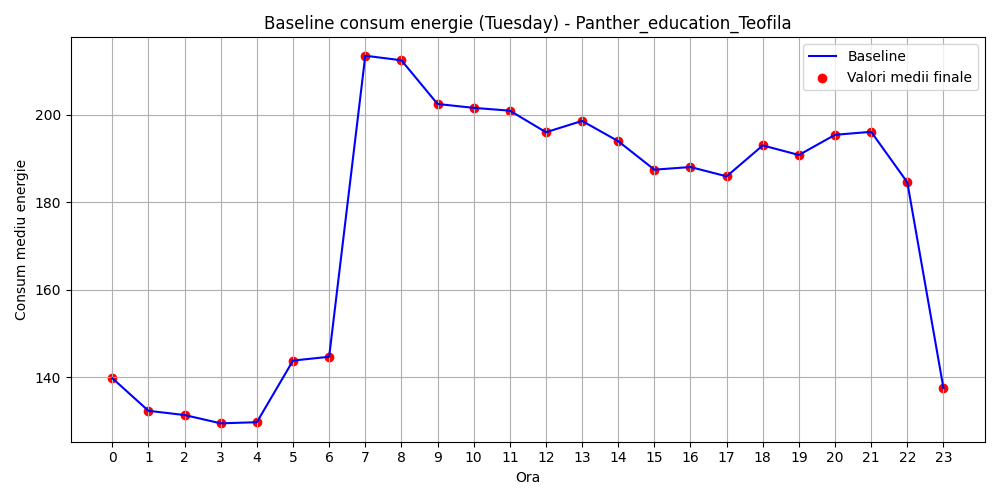 Baseline consum energie (Tuesday) - Panther_education_Teofila
Baseline
Valori medii finale
Consum mediu energie
200
180
160
140
0 1 2 3 4 5 6 7 8 9 10 11 12 13 14 15 16 17 18 19 20 21 22 23
Ora